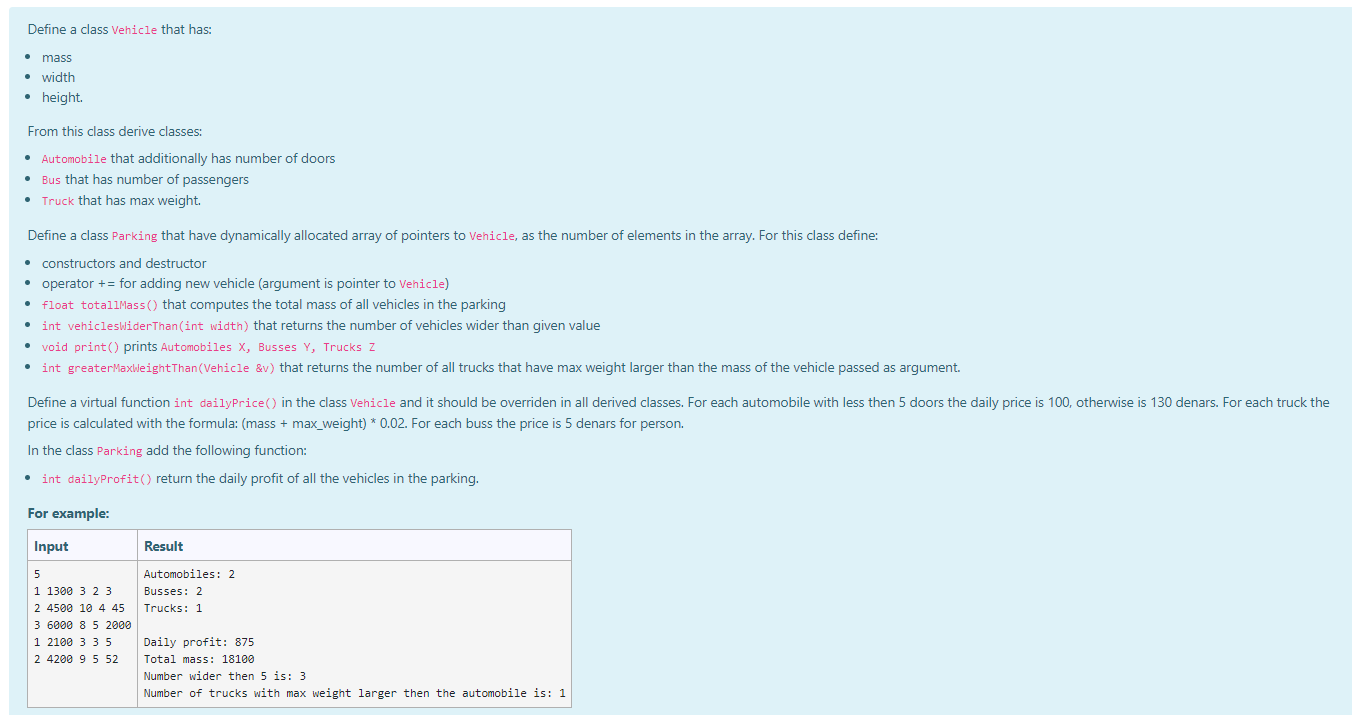 Define a class Vehicle that has:
mass
width
height.
From this class derive classes:
Automobile that additionally has number of doors
Bus that has number of passengers
Truck that has max weight.
Define a class Parking that have dynamically allocated array of pointers to Vehicle, as the number of elements in the array. For this class define:
constructors and destructor
operator += for adding new vehicle (argument is pointer to Vehicle)
float totallMass() that computes the total mass of all vehicles in the parking
int vehiclesWiderThan(int width) that returns the number of vehicles wider than given value
void print() prints Automobiles X, Busses Y, Trucks Z
int greaterMaxWeightThan(Vehicle &v) that returns the number of all trucks that have max weight larger than the mass of the vehicle passed as argument.
Define a virtual function int dailyPrice() in the class Vehicle and it should be overriden in all derived classes. For each automobile with less then 5 doors the daily price is 100, otherwise is 130 denars. For each truck the
price is calculated with the formula: (mass + max_weight) * 0.02. For each buss the price is 5 denars for person.
In the class Parking add the following function:
int dailyProfit() return the daily profit of all the vehicles in the parking.
For example:
Input
5
1 1300 3 2 3
2 4500 10 4 45
3 6000 8 5 2000
1 2100 3 3 5
2 4200 9 5 52
Result
Automobiles: 2
Busses: 2
Trucks: 1
Daily profit: 875
Total mass: 18100
Number wider then 5 is: 3
Number of trucks with max weight larger then the automobile is: 1